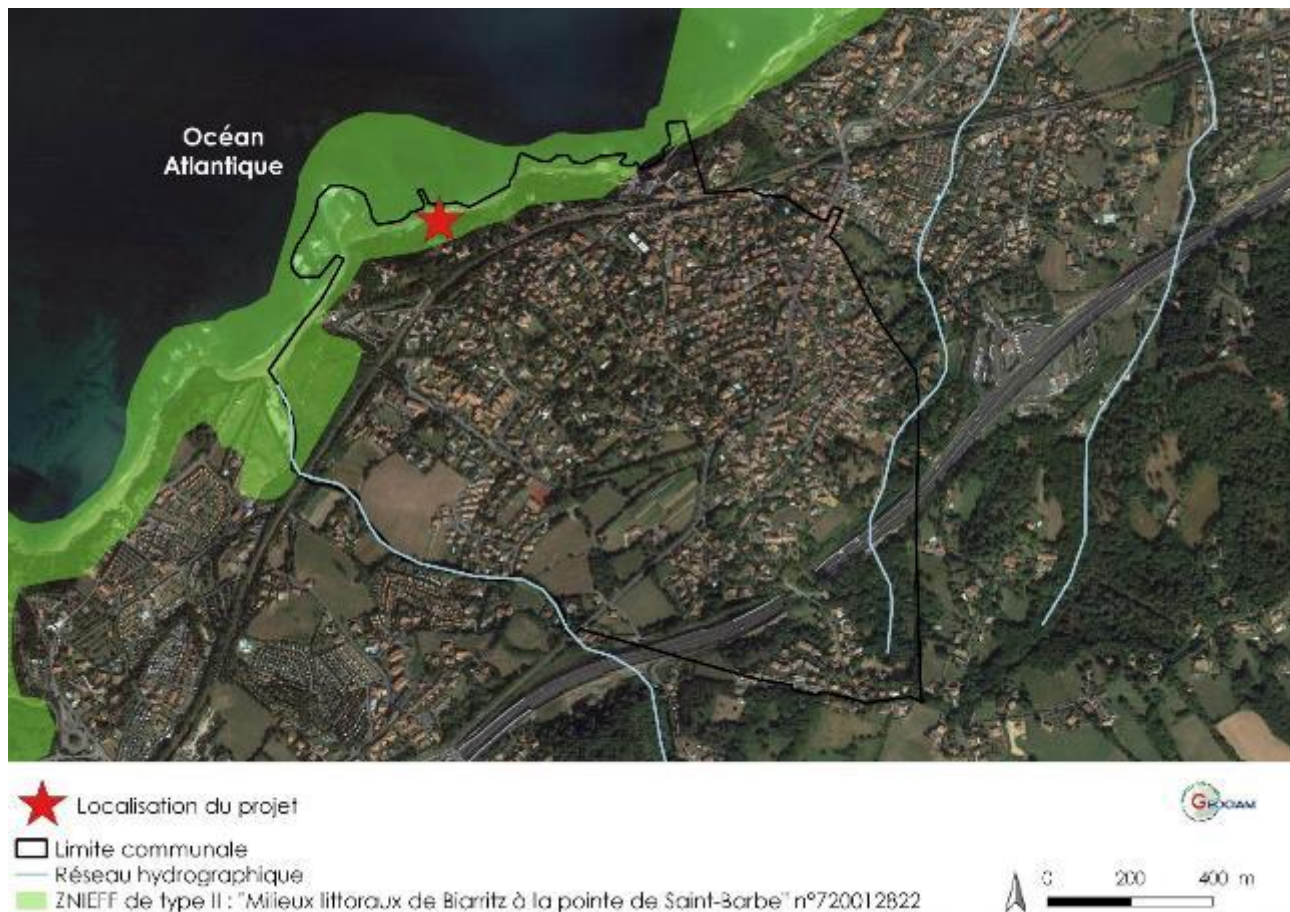 Océan
Atlantique
Localisation du projet
Limite communale
Réseau hydrographique
ZNIEFF de type II : "Milieux littoraux de Biarritz à la pointe de Saint-Barbe" n°720012822
GEOCIAM
0 200 400 m